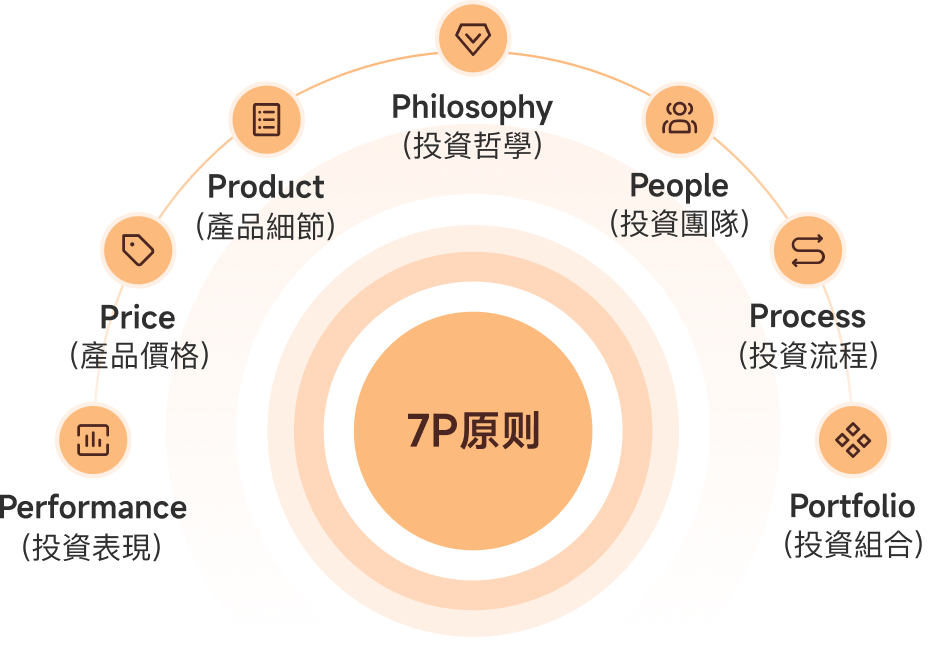 Philosophy
（投資哲學）
Product
（產品細節）
People
（投資團隊）
Price
（產品價格）
Process
（投資流程）
7P原则
Performance
（投資表現）
Portfolio
（投資組合）